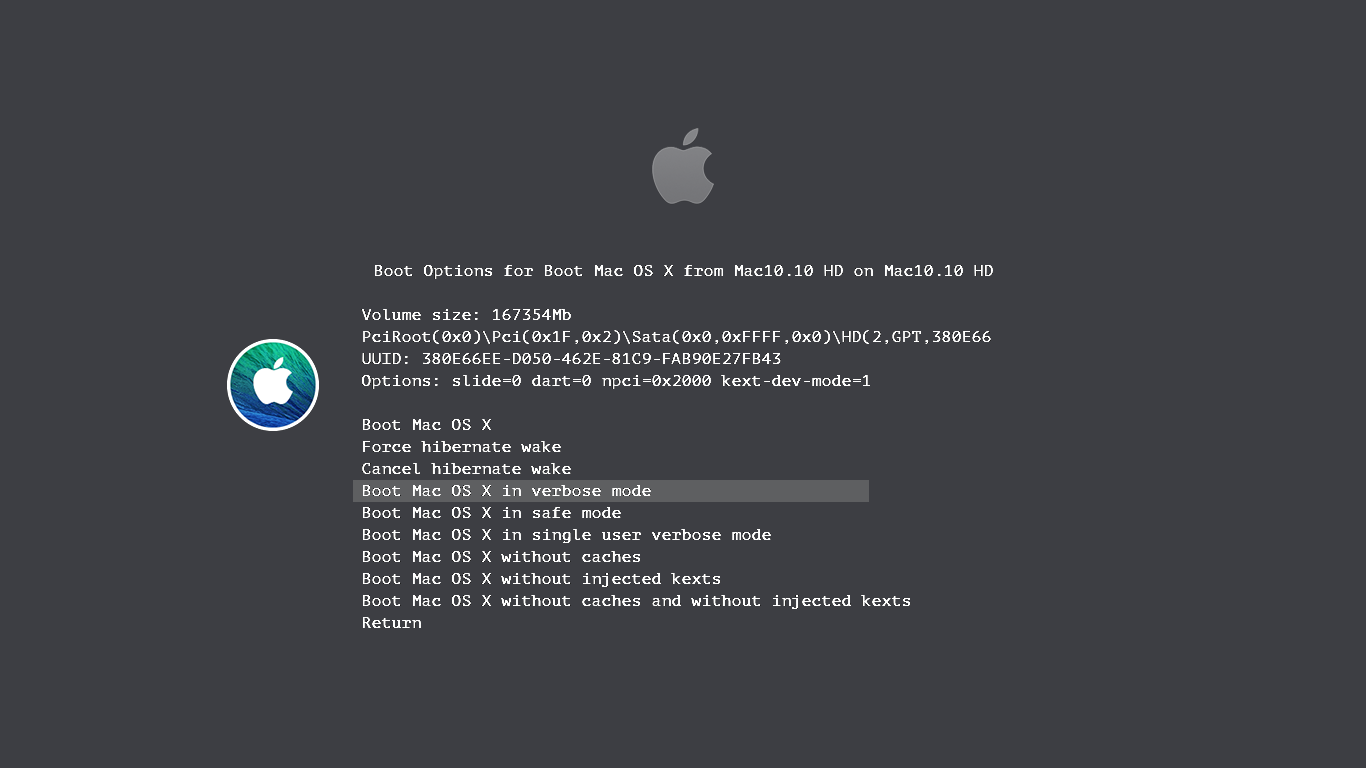 Boot Options for Boot Mac OS X from Mac10.10 HD on Mac10.10 HD
Volume size: 167354Mb
PciRoot(0x0)\Pci(0x1F,0x2)\Sata(0x0,0xFFFF,0x0)\HD(2,GPT,380E66
UUID: 380E66EE-D050-462E-81C9-FAB90E27FB43
Options: slide=0 dart=0 npci=0x2000 kext-dev-mode=1
Boot Mac OS X
Force hibernate wake
Cancel hibernate wake
Boot Mac OS X in verbose mode
Boot Mac OS X in safe mode
Boot Mac OS X in single user verbose mode
Boot Mac OS X without caches
Boot Mac OS X without injected kexts
Boot Mac OS X without caches and without injected kexts
Return